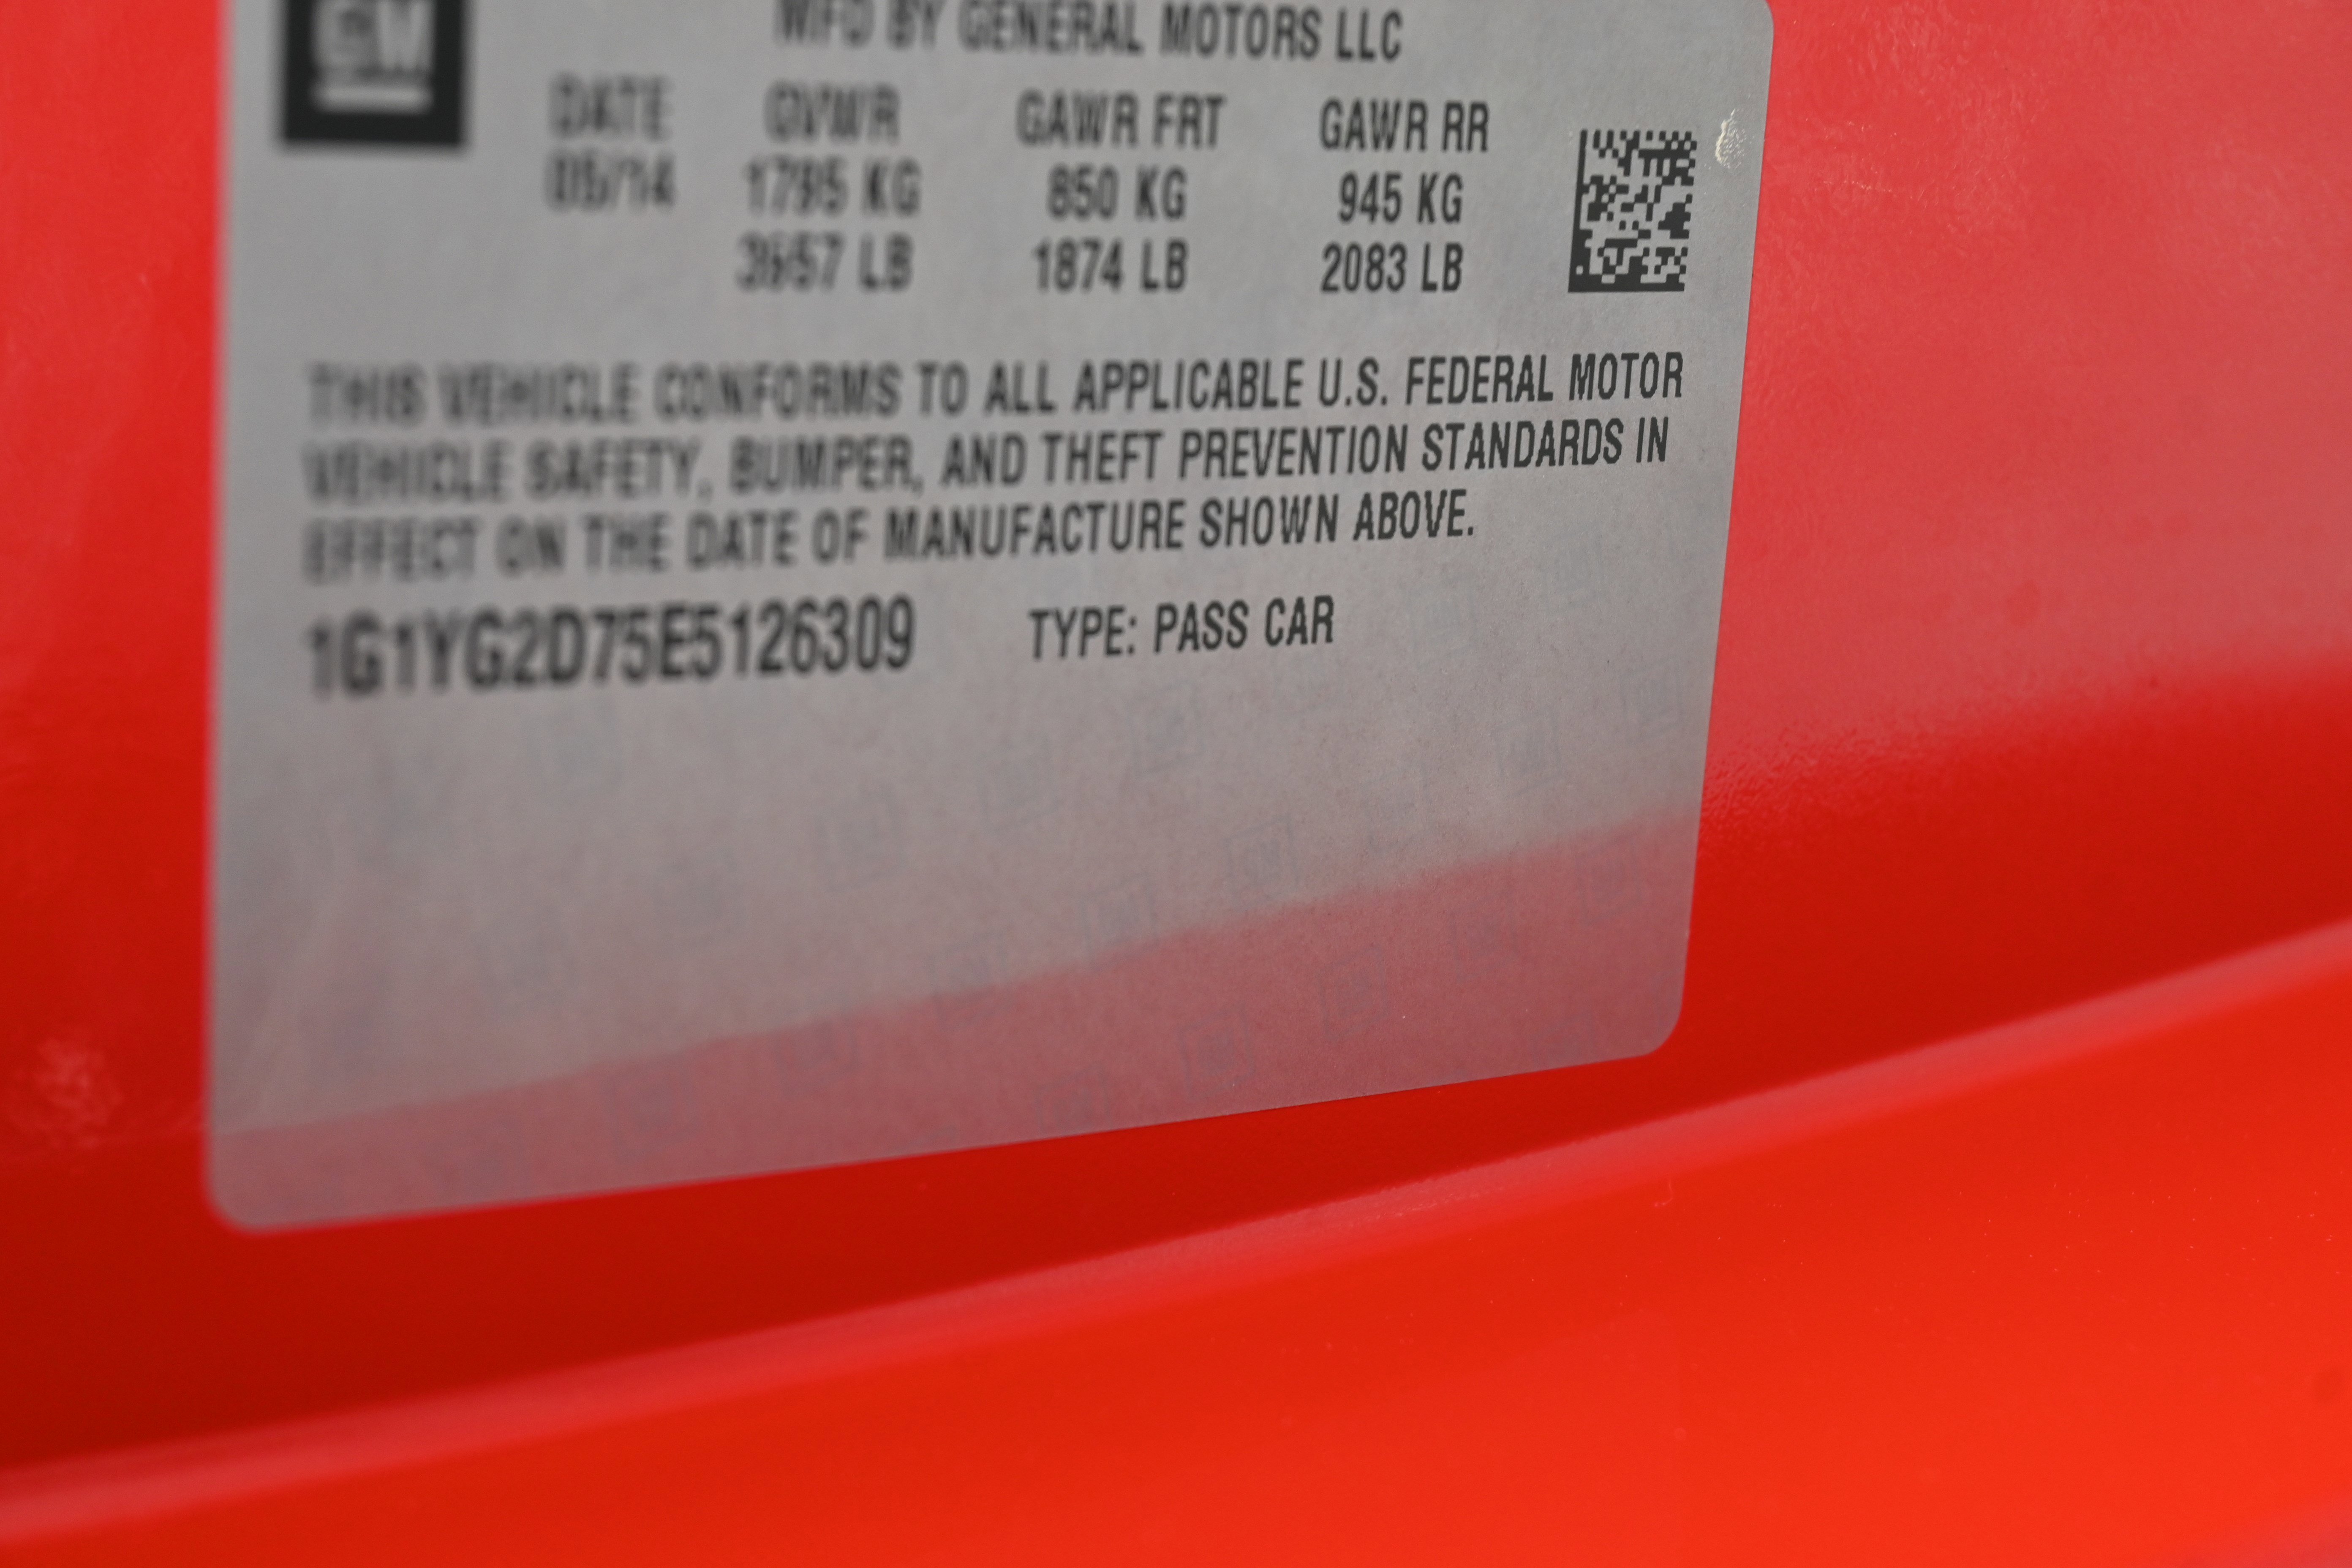 GM
MFD BY GENERAL MOTORS LLC
DATE GVWR GAWR FRT GAWR RR
05/14 1795 KG 850 KG 945 KG
3957 LB 1874 LB 2083 LB
THIS VEHICLE CONFORMS TO ALL APPLICABLE U.S. FEDERAL MOTOR
VEHICLE SAFETY, BUMPER, AND THEFT PREVENTION STANDARDS IN
EFFECT ON THE DATE OF MANUFACTURE SHOWN ABOVE.
1G1YG2D75E5126309 TYPE: PASS CAR